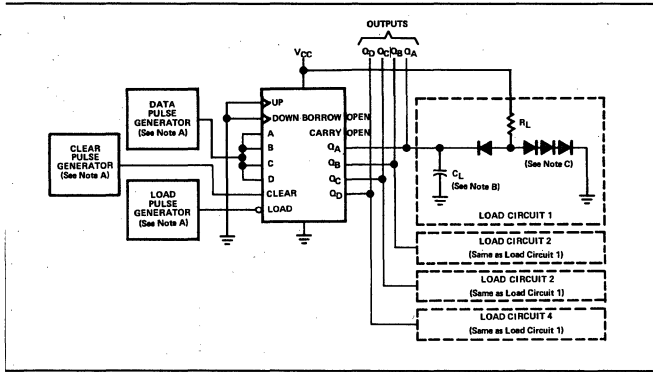 OUTPUTS
QD QC QB QA
VCC
DATA
PULSE
GENERATOR
(See Note A)
CLEAR
PULSE
GENERATOR
(See Note A)
LOAD
PULSE
GENERATOR
(See Note A)
UP
DOWN
A
B
C
D
CLEAR
LOAD
BORROW
CARRY
QA
QB
QC
QD
OPEN
OPEN
RL
CL
(See Note B)
(See Note C)
LOAD CIRCUIT 1
LOAD CIRCUIT 2
(Same as Load Circuit 1)
LOAD CIRCUIT 2
(Same as Load Circuit 1)
LOAD CIRCUIT 4
(Same as Load Circuit 1)